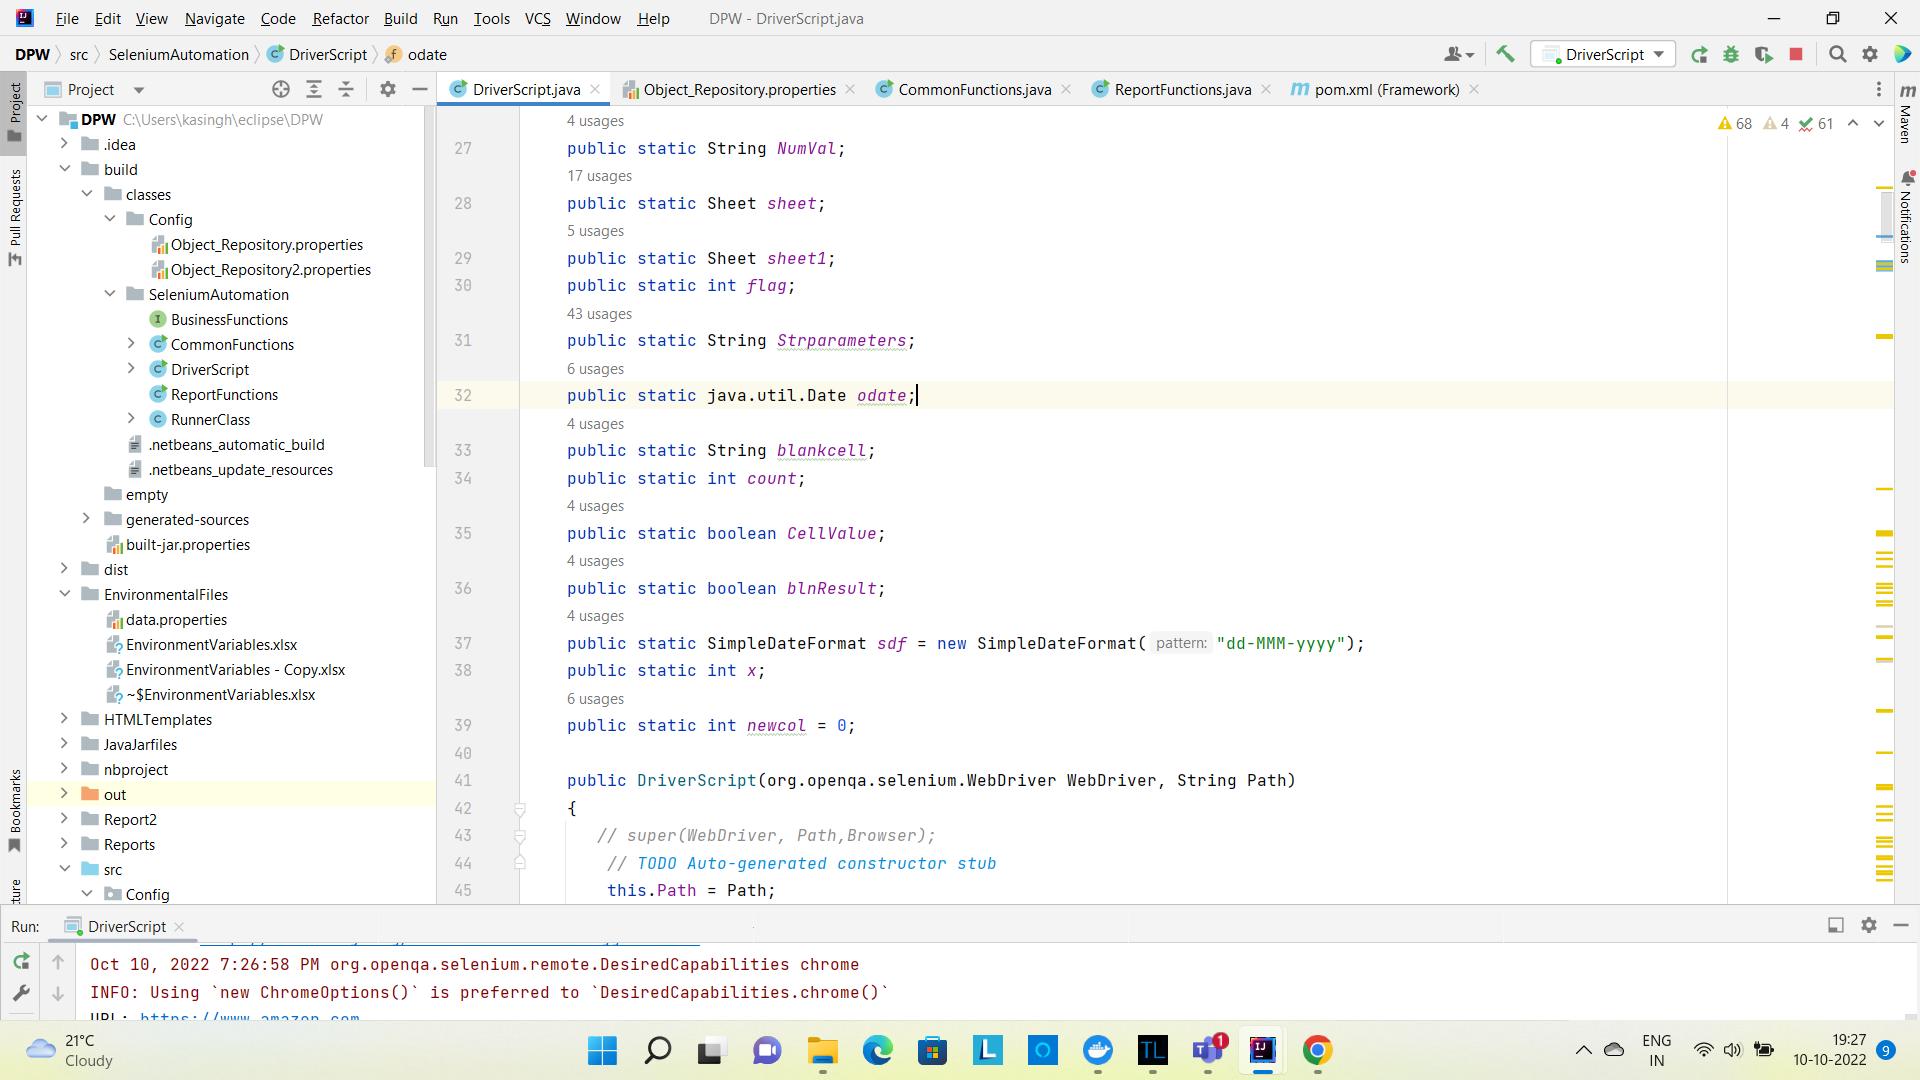 File Edit View Navigate Code Refactor Build Run Tools VCS Window Help DPW - DriverScript.java
DPW src SeleniumAutomation DriverScript odate
DriverScript
Project
DriverScript.java Object_Repository.properties CommonFunctions.java ReportFunctions.java pom.xml (Framework)
Project
Pull Requests
Bookmarks
DPW C:\Users\kasingh\eclipse\DPW
.idea
build
classes
Config
Object_Repository.properties
Object_Repository2.properties
SeleniumAutomation
BusinessFunctions
CommonFunctions
DriverScript
ReportFunctions
RunnerClass
.netbeans_automatic_build
.netbeans_update_resources
empty
generated-sources
built-jar.properties
dist
EnvironmentalFiles
data.properties
EnvironmentVariables.xlsx
EnvironmentVariables - Copy.xlsx
~$EnvironmentVariables.xlsx
HTMLTemplates
JavaJarfiles
nbproject
out
Report2
Reports
src
Config
68 4 61
Maven
Notifications
4 usages
27 public static String NumVal;
17 usages
28 public static Sheet sheet;
5 usages
29 public static Sheet sheet1;
30 public static int flag;
43 usages
31 public static String Strparameters;
6 usages
32 public static java.util.Date odate;
4 usages
33 public static String blankcell;
34 public static int count;
4 usages
35 public static boolean CellValue;
4 usages
36 public static boolean blnResult;
4 usages
37 public static SimpleDateFormat sdf = new SimpleDateFormat( pattern: "dd-MMM-yyyy");
38 public static int x;
6 usages
39 public static int newcol = 0;
40
41 public DriverScript(org.openqa.selenium.WebDriver WebDriver, String Path)
42 {
43 // super(WebDriver, Path,Browser);
44 // TODO Auto-generated constructor stub
45 this.Path = Path;
Run: DriverScript
Oct 10, 2022 7:26:58 PM org.openqa.selenium.remote.DesiredCapabilities chrome
INFO: Using `new ChromeOptions()` is preferred to `DesiredCapabilities.chrome()`
URL: https://www.amazon.com
21°C
Cloudy
1
ENG
IN
19:27
10-10-2022
9